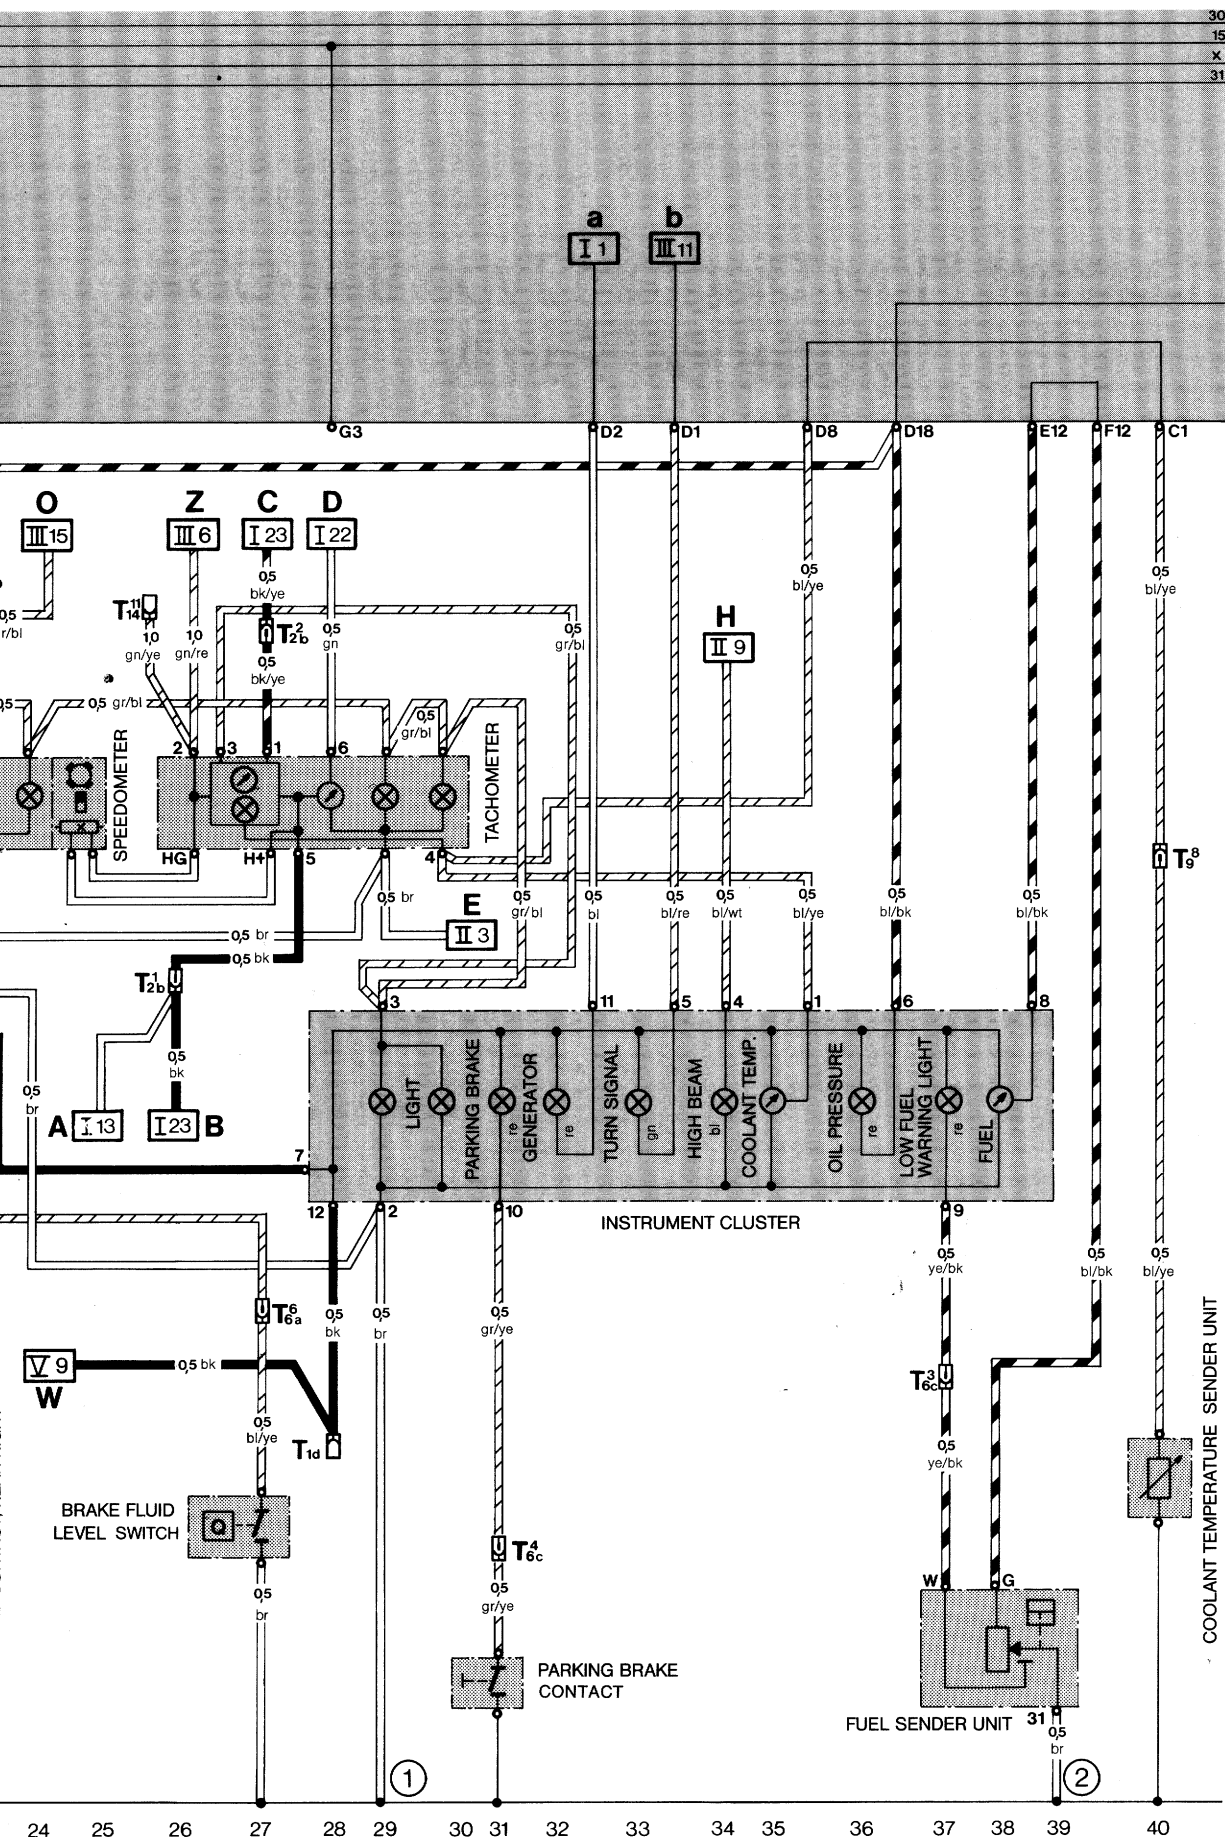 30
15
X
31
a
b
I 1
III 11
G3
D2
D1
D8
D18
E12
F12
C1
O
Z
C
D
III 15
III 6
I 23
I 22
0,5
r/bl
T14 11
1,0
gn/ye
1,0
gn/re
0,5
bk/ye
T2b 2
0,5
bk/ye
0,5
gn
0,5
gr/bl
0,5
bl/ye
0,5
bl/ye
H
II 9
0,5
0,5 gr/bl
0,5
gr/bl
2
3
1
6
SPEEDOMETER
TACHOMETER
HG
H+
5
4
T9 8
0,5 br
E
II 3
0,5
gr/bl
0,5
bl
0,5
bl/re
0,5
bl/wt
0,5
bl/ye
0,5
bl/bk
0,5
bl/bk
0,5 br
0,5 bk
T2b 1
3
11
5
4
1
6
8
0,5
br
0,5
bk
A
I 13
I 23
B
LIGHT
PARKING BRAKE
re
GENERATOR
re
TURN SIGNAL
gn
HIGH BEAM
bl
COOLANT TEMP.
OIL PRESSURE
re
LOW FUEL
WARNING LIGHT
re
FUEL
7
12
2
10
9
INSTRUMENT CLUSTER
0,5
ye/bk
0,5
bl/bk
0,5
bl/ye
T6a 6
0,5
bk
0,5
br
0,5
gr/ye
V 9
W
0,5 bk
T6c 3
0,5
bl/ye
T1d
0,5
ye/bk
COOLANT TEMPERATURE SENDER UNIT
BRAKE FLUID
LEVEL SWITCH
Q
T6c 4
0,5
br
0,5
gr/ye
W
G
PARKING BRAKE
CONTACT
FUEL SENDER UNIT
31
0,5
br
1
2
24
25
26
27
28
29
30
31
32
33
34
35
36
37
38
39
40